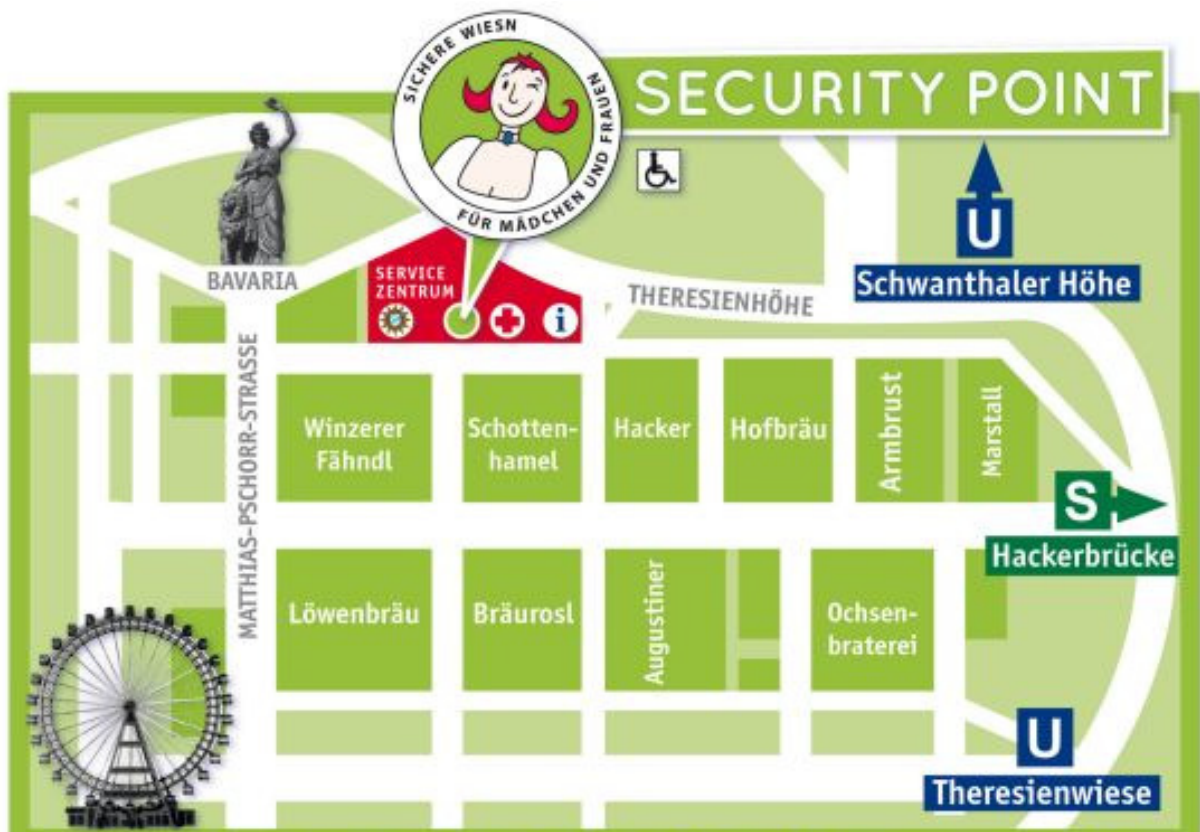 SICHERE WIESN
FÜR MÄDCHEN UND FRAUEN
SECURITY POINT
U
Schwanthaler Höhe
BAVARIA
SERVICE
ZENTRUM
i
THERESIENHÖHE
MATTHIAS-PSCHORR-STRASSE
Winzerer
Fähndl
Schotten-
hamel
Hacker
Hofbräu
Armbrust
Marstall
S
Hackerbrücke
Löwenbräu
Bräurosl
Augustiner
Ochsen-
braterei
U
Theresienwiese